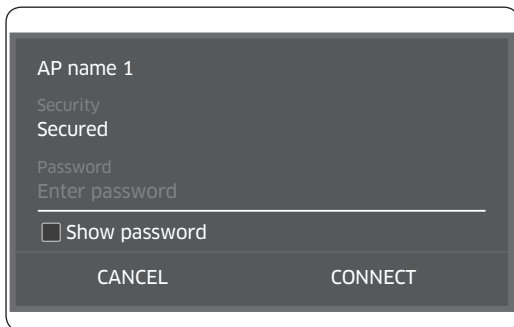 AP name 1
Security
Secured
Password
Enter password
Show password
CANCEL CONNECT